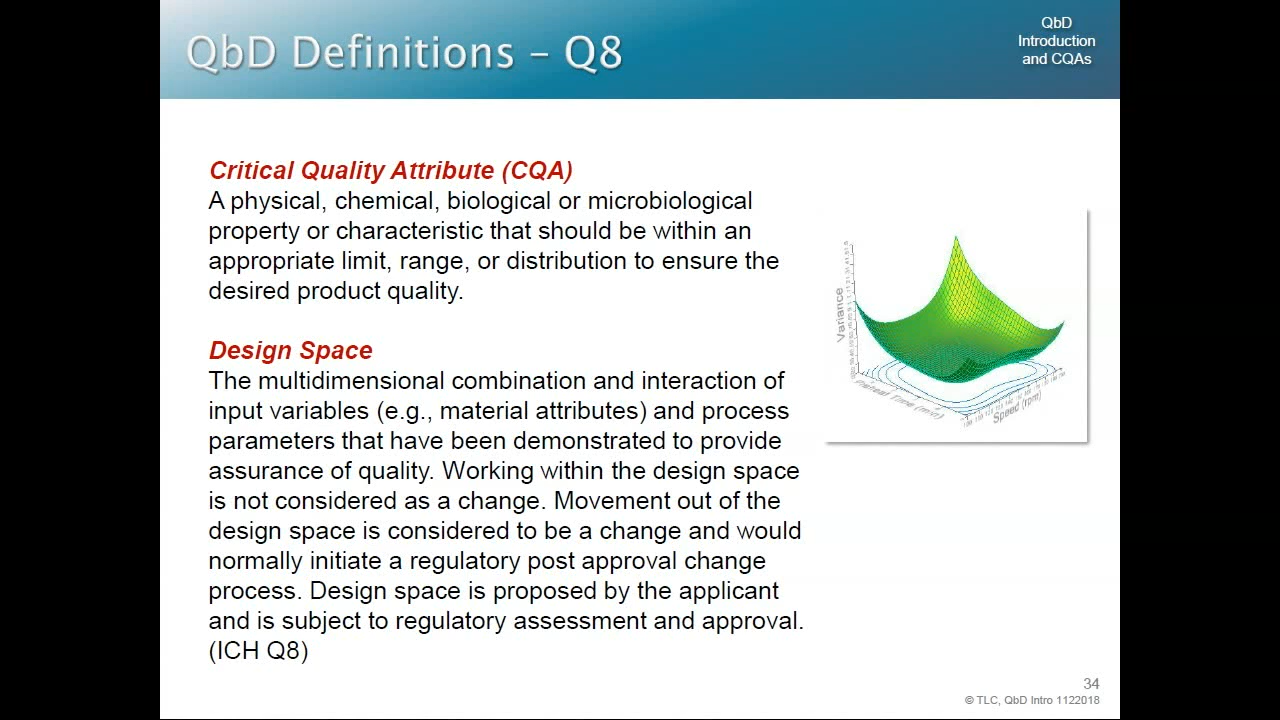 QbD Definitions – Q8
QbD
Introduction
and CQAs
Critical Quality Attribute (CQA)
A physical, chemical, biological or microbiological
property or characteristic that should be within an
appropriate limit, range, or distribution to ensure the
desired product quality.
Design Space
The multidimensional combination and interaction of
input variables (e.g., material attributes) and process
parameters that have been demonstrated to provide
assurance of quality. Working within the design space
is not considered as a change. Movement out of the
design space is considered to be a change and would
normally initiate a regulatory post approval change
process. Design space is proposed by the applicant
and is subject to regulatory assessment and approval.
(ICH Q8)
Variance
Time (min)
Speed (rpm)
34
© TLC, QbD Intro 1122018